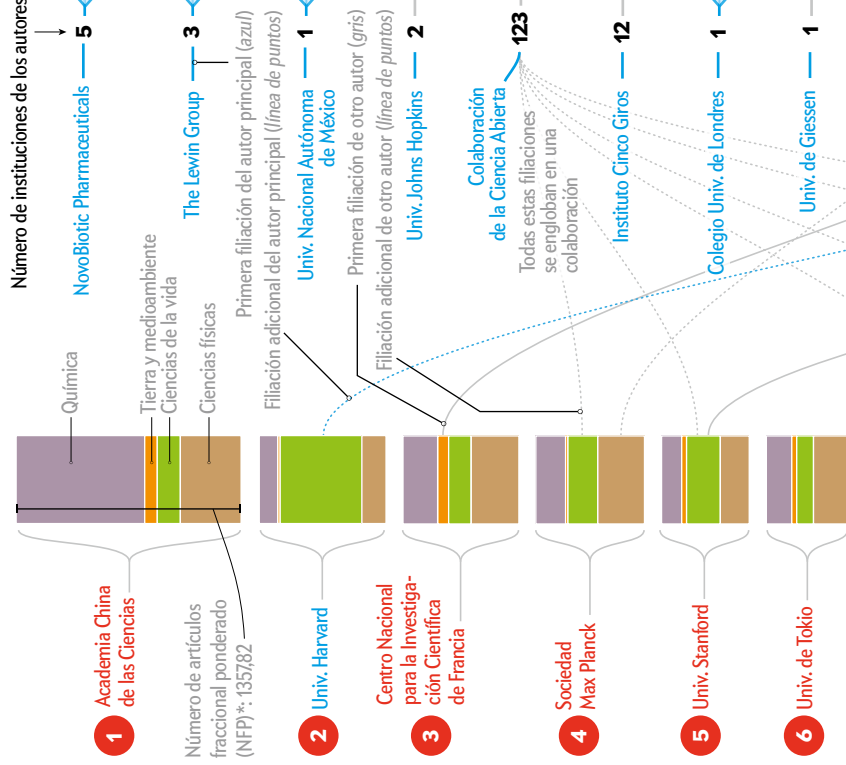 Número de instituciones de los autores
5
NovoBiotic Pharmaceuticals
3
The Lewin Group
Primera filiación del autor principal (azul)
Filiación adicional del autor principal (línea de puntos)
1
Univ. Nacional Autónoma
de México
Primera filiación de otro autor (gris)
Filiación adicional de otro autor (línea de puntos)
2
Univ. Johns Hopkins
123
Colaboración
de la Ciencia Abierta
Todas estas filiaciones
se engloban en una
colaboración
12
Instituto Cinco Giros
1
Colegio Univ. de Londres
1
Univ. de Giessen
Química
Tierra y medioambiente
Ciencias de la vida
Ciencias físicas
1
Academia China
de las Ciencias
Número de artículos
fraccional ponderado
(NFP)*: 1357,82
2
Univ. Harvard
3
Centro Nacional
para la Investiga-
ción Científica
de Francia
4
Sociedad
Max Planck
5
Univ. Stanford
6
Univ. de Tokio